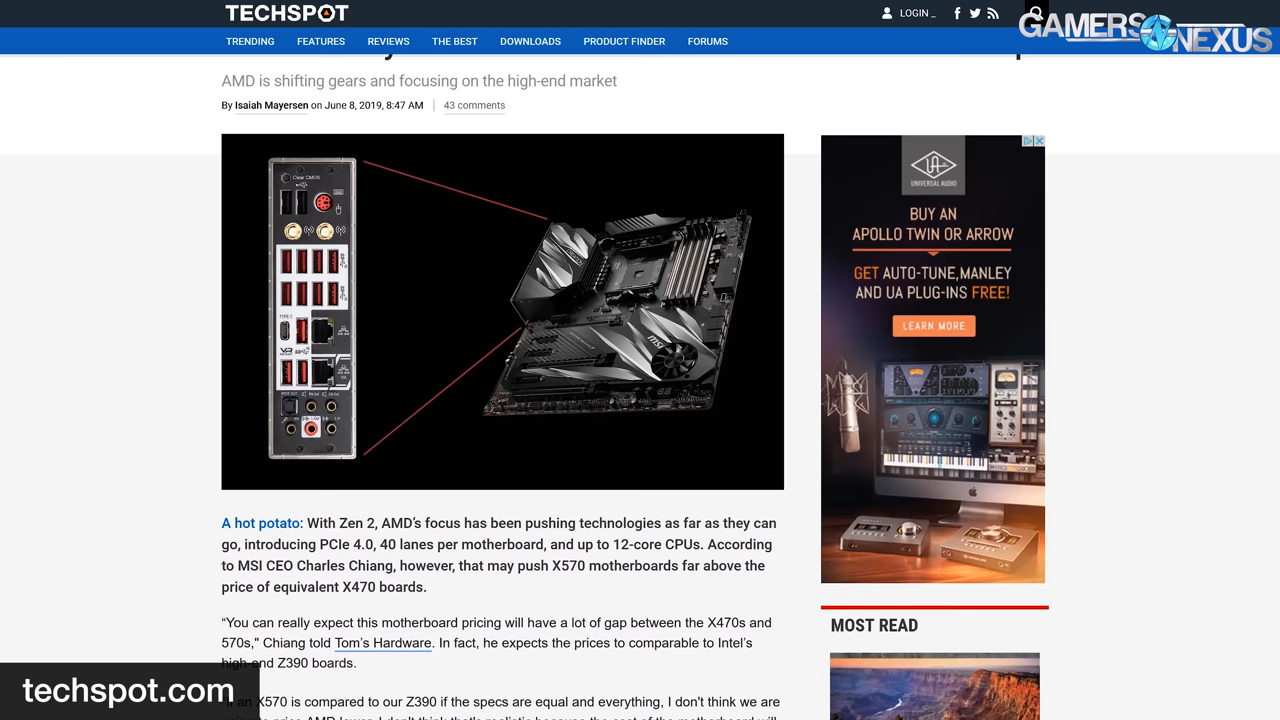 TECHSPOT
LOGIN _
GAMERS NEXUS
TRENDING FEATURES REVIEWS THE BEST DOWNLOADS PRODUCT FINDER FORUMS
AMD is shifting gears and focusing on the high-end market
By Isaiah Mayersen on June 8, 2019, 8:47 AM
43 comments
Clear CMOS
TYPE C
msi
UNIVERSAL AUDIO
BUY AN
APOLLO TWIN OR ARROW
GET AUTO-TUNE, MANLEY
AND UA PLUG-INS FREE!
LEARN MORE
A hot potato: With Zen 2, AMD's focus has been pushing technologies as far as they can
go, introducing PCIe 4.0, 40 lanes per motherboard, and up to 12-core CPUs. According
to MSI CEO Charles Chiang, however, that may push X570 motherboards far above the
price of equivalent X470 boards.
“You can really expect this motherboard pricing will have a lot of gap between the X470s and
570s," Chiang told Tom’s Hardware. In fact, he expects the prices to comparable to Intel’s
high-end Z390 boards.
X570 is compared to our Z390 if the specs are equal and everything, I don't think we are
MOST READ
techspot.com